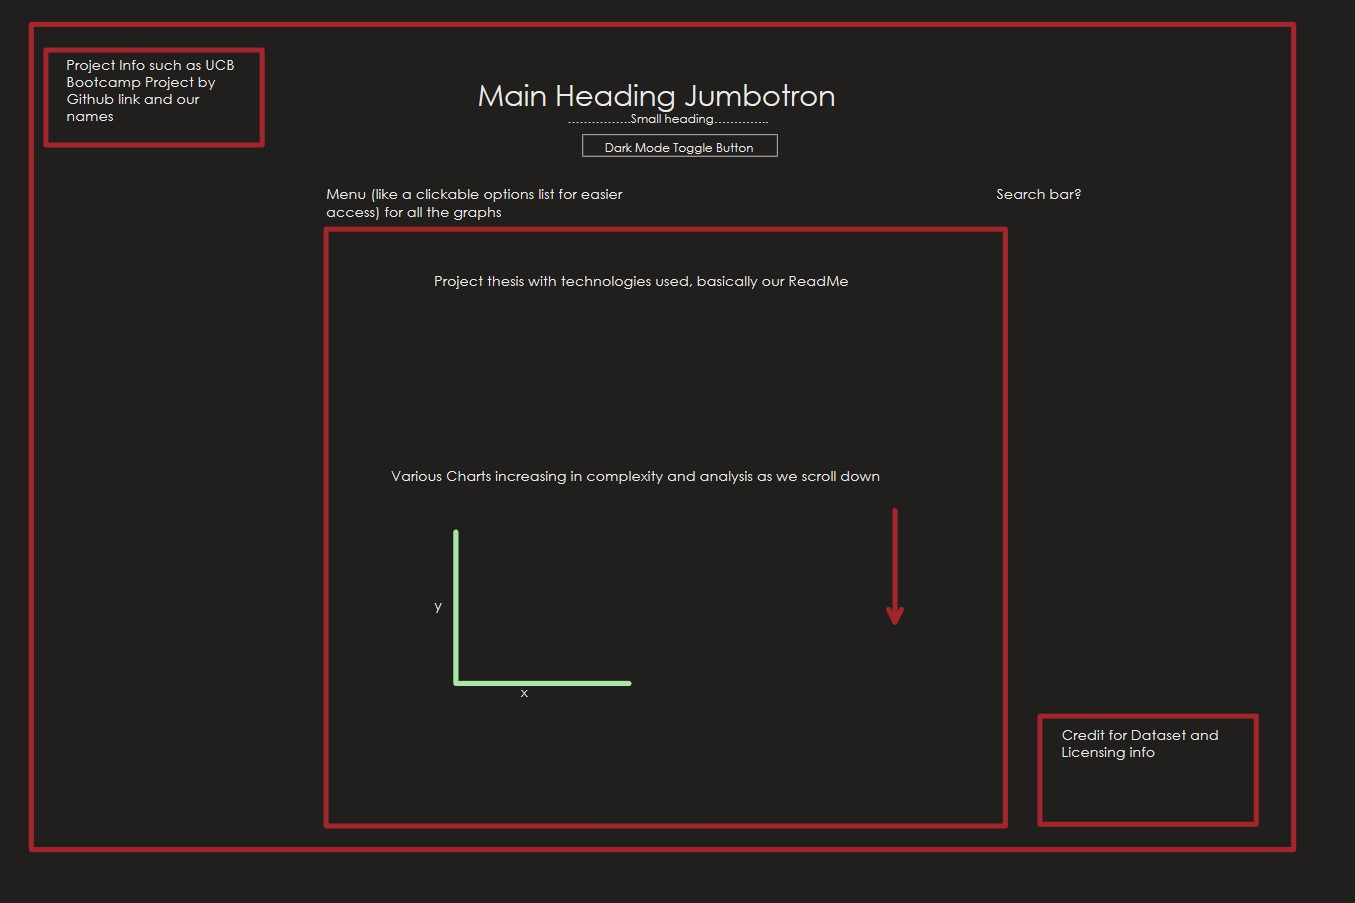 Project Info such as UCB
Bootcamp Project by
Github link and our
names
Main Heading Jumbotron
................Small heading..............
Dark Mode Toggle Button
Menu (like a clickable options list for easier
access) for all the graphs
Search bar?
Project thesis with technologies used, basically our ReadMe
Various Charts increasing in complexity and analysis as we scroll down
y
x
Credit for Dataset and
Licensing info